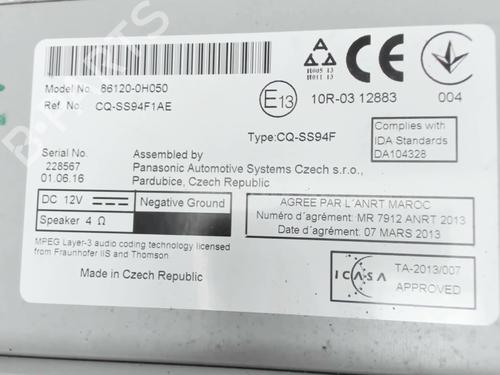 Model No. 86120-0H050
Ref. No. CQ-SS94F1AE
E13
10R-03 12883
004
Type:CQ-SS94F
Complies with
IDA Standards
DA104328
Serial No.
228567
01.06.16
Assembled by
Panasonic Automotive Systems Czech s.r.o.,
Pardubice, Czech Republic
DC 12V
Negative Ground
Speaker 4 Ω
AGREE PAR L´ANRT MAROC
Numéro d´agrément: MR 7912 ANRT 2013
Date d´agrément: 07 MARS 2013
MPEG Layer-3 audio coding technology licensed
from Fraunhofer IIS and Thomson
Made in Czech Republic
ICASA
TA-2013/007
APPROVED
B-PARTS